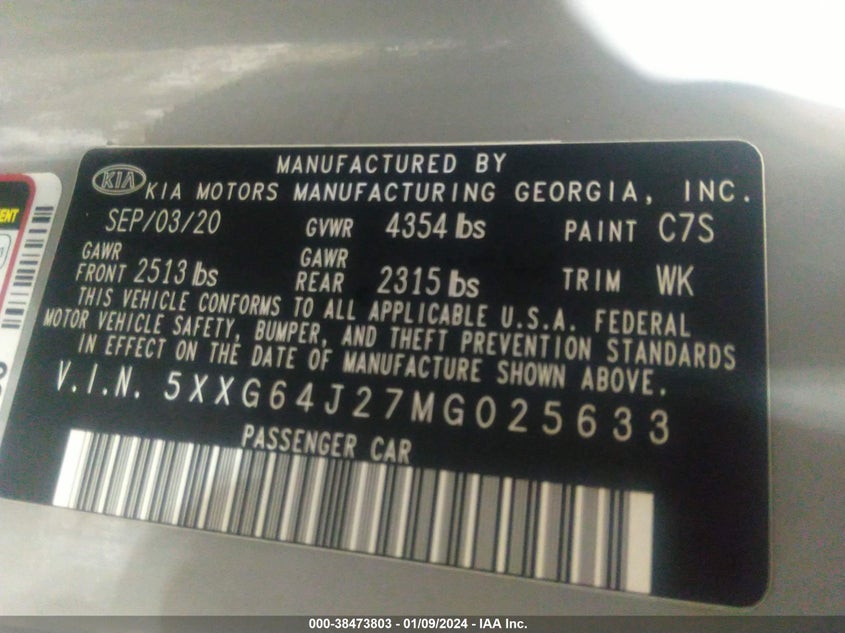 MANUFACTURED BY
KIA KIA MOTORS MANUFACTURING GEORGIA, INC.
SEP/03/20 GVWR 4354 lbs PAINT C7S
GAWR FRONT 2513 lbs GAWR REAR 2315 lbs TRIM WK
THIS VEHICLE CONFORMS TO ALL APPLICABLE U.S.A. FEDERAL
MOTOR VEHICLE SAFETY, BUMPER, AND THEFT PREVENTION STANDARDS
IN EFFECT ON THE DATE OF MANUFACTURE SHOWN ABOVE.
V.I.N. 5XXG64J27MG025633
PASSENGER CAR
000-38473803 - 01/09/2024 - IAA Inc.